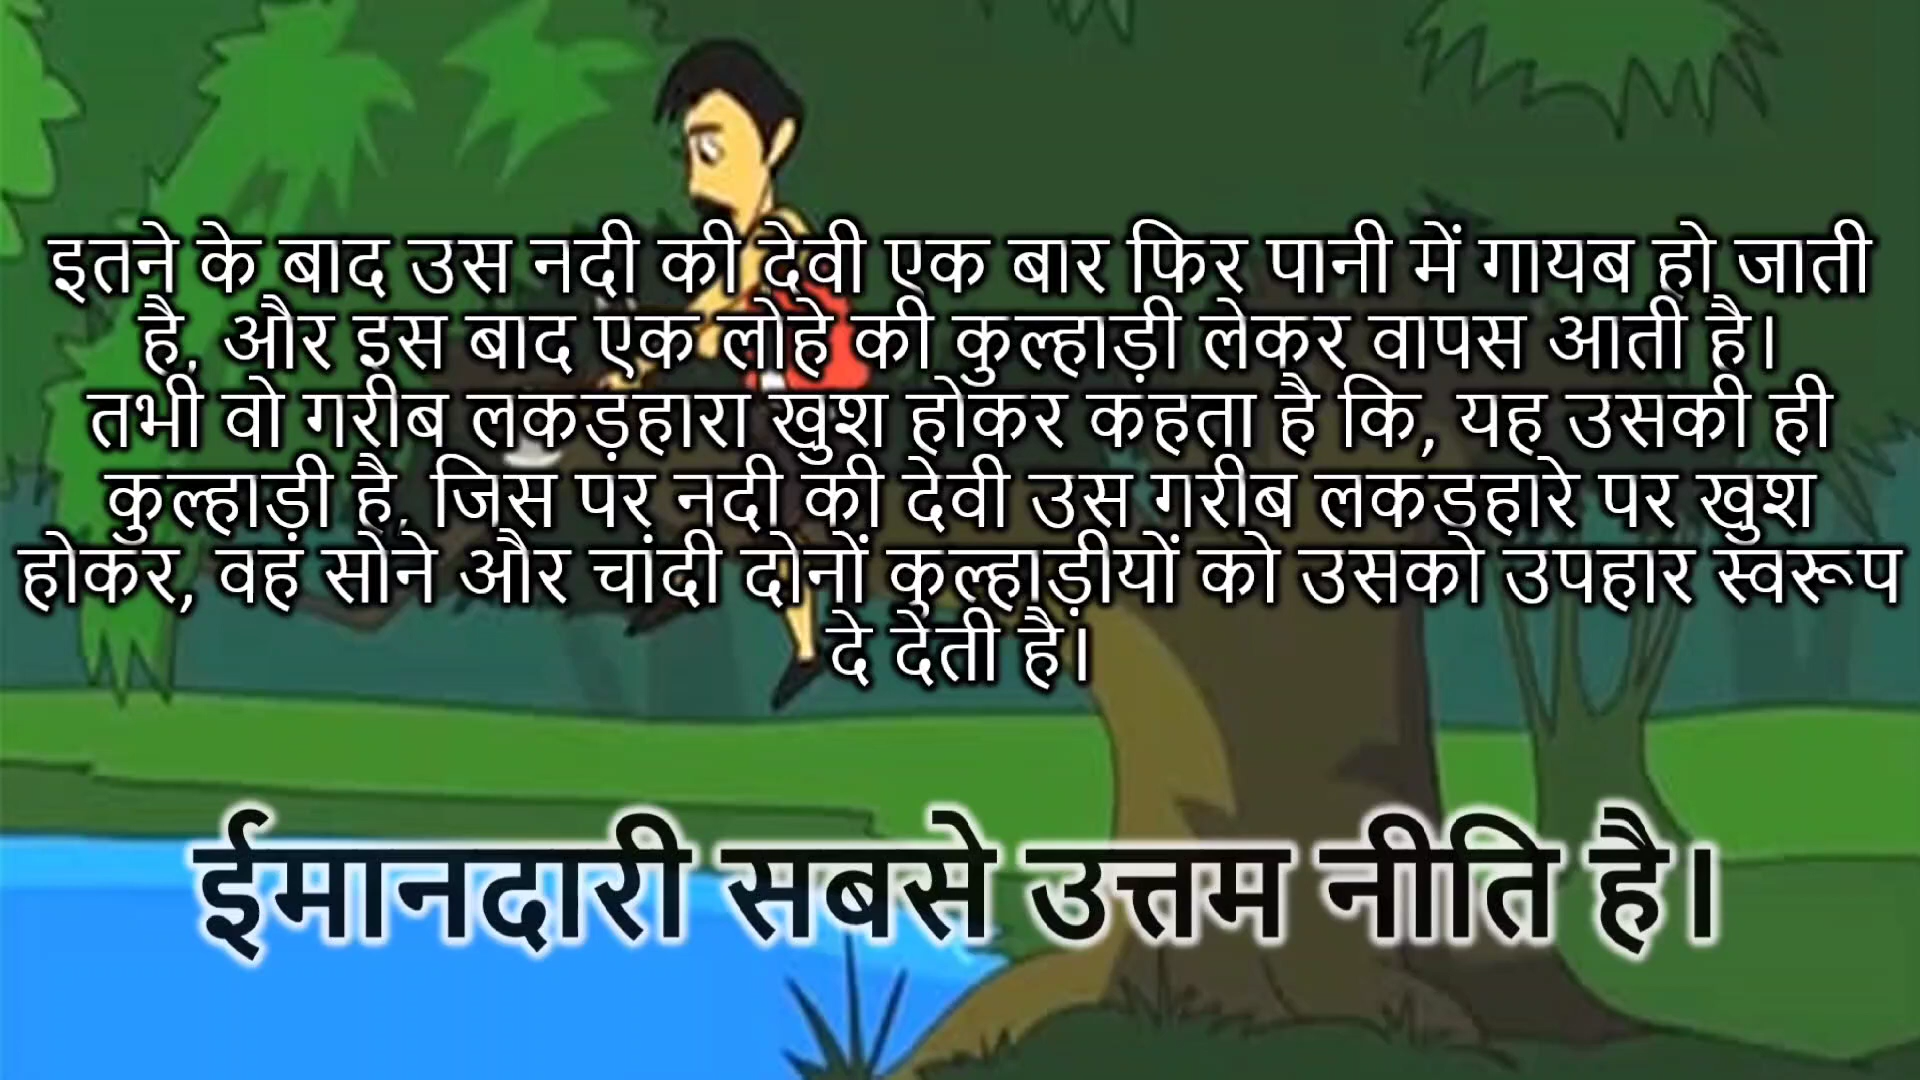 इतने के बाद उस नदी की देवी एक बार फिर पानी में गायब हो जाती
है, और इस बाद एक लोहे की कुल्हाड़ी लेकर वापस आती है।
तभी वो गरीब लकड़हारा खुश होकर कहता है कि, यह उसकी ही
कुल्हाड़ी है, जिस पर नदी की देवी उस गरीब लकड़हारे पर खुश
होकर, वह सोने और चांदी दोनों कुल्हाड़ीयों को उसको उपहार स्वरूप
दे देती है।
ईमानदारी सबसे उत्तम नीति है।